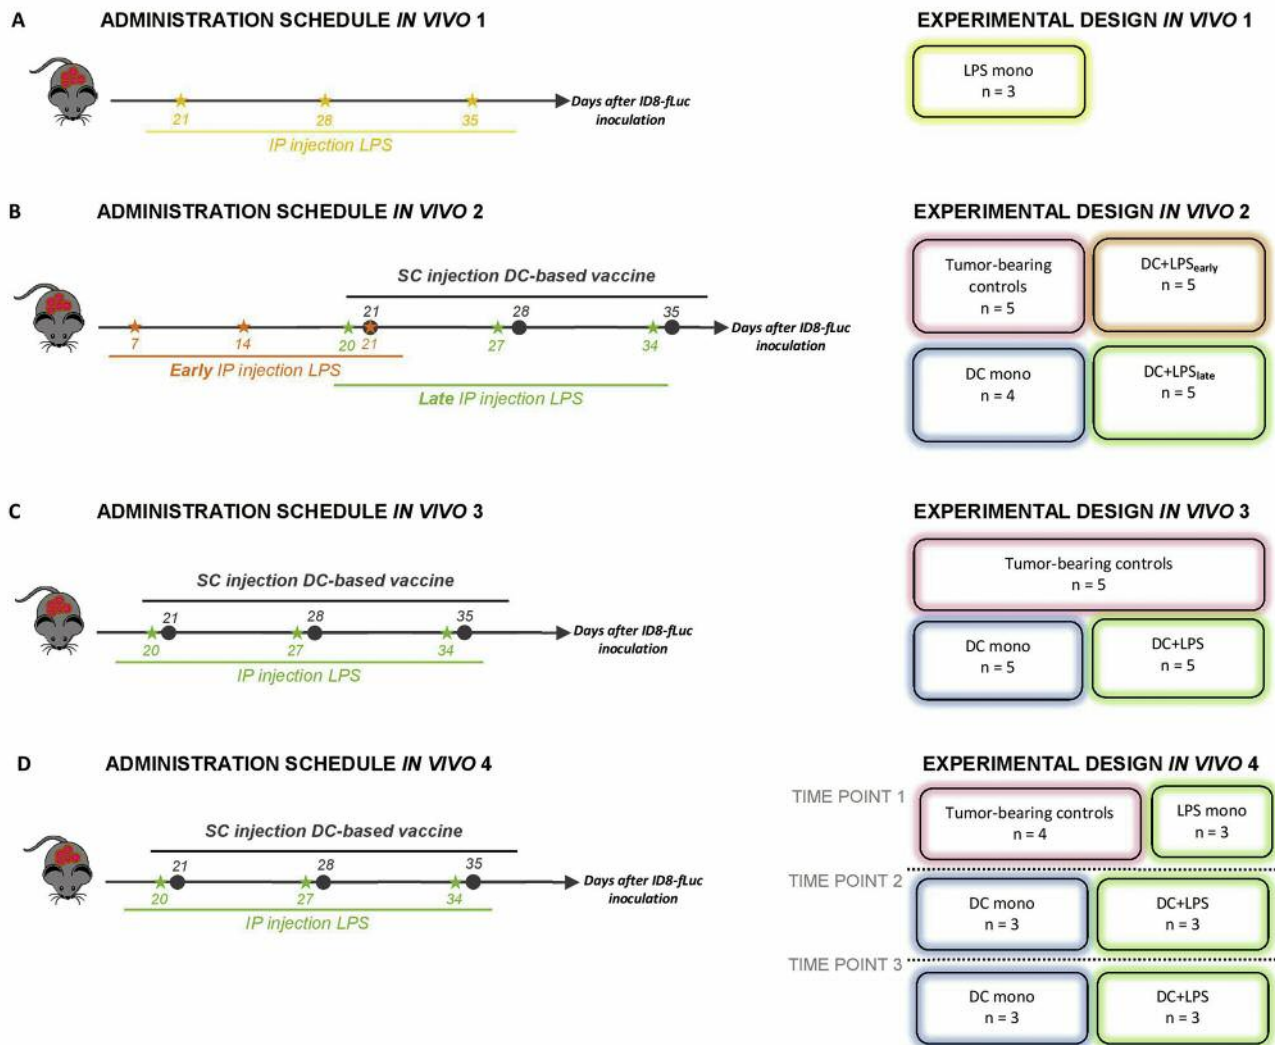 A
ADMINISTRATION SCHEDULE IN VIVO 1
EXPERIMENTAL DESIGN IN VIVO 1
LPS mono
n = 3
Days after ID8-fLuc
inoculation
21
28
35
IP injection LPS
B
ADMINISTRATION SCHEDULE IN VIVO 2
EXPERIMENTAL DESIGN IN VIVO 2
SC injection DC-based vaccine
21
28
35
Days after ID8-fLuc
inoculation
7
14
20
21
27
34
Early IP injection LPS
Late IP injection LPS
Tumor-bearing
controls
n = 5
DC+LPSearly
n = 5
DC mono
n = 4
DC+LPSlate
n = 5
C
ADMINISTRATION SCHEDULE IN VIVO 3
EXPERIMENTAL DESIGN IN VIVO 3
SC injection DC-based vaccine
21
28
35
Days after ID8-fLuc
inoculation
20
27
34
IP injection LPS
Tumor-bearing controls
n = 5
DC mono
n = 5
DC+LPS
n = 5
D
ADMINISTRATION SCHEDULE IN VIVO 4
EXPERIMENTAL DESIGN IN VIVO 4
SC injection DC-based vaccine
21
28
35
Days after ID8-fLuc
inoculation
20
27
34
IP injection LPS
TIME POINT 1
Tumor-bearing controls
n = 4
LPS mono
n = 3
TIME POINT 2
DC mono
n = 3
DC+LPS
n = 3
TIME POINT 3
DC mono
n = 3
DC+LPS
n = 3